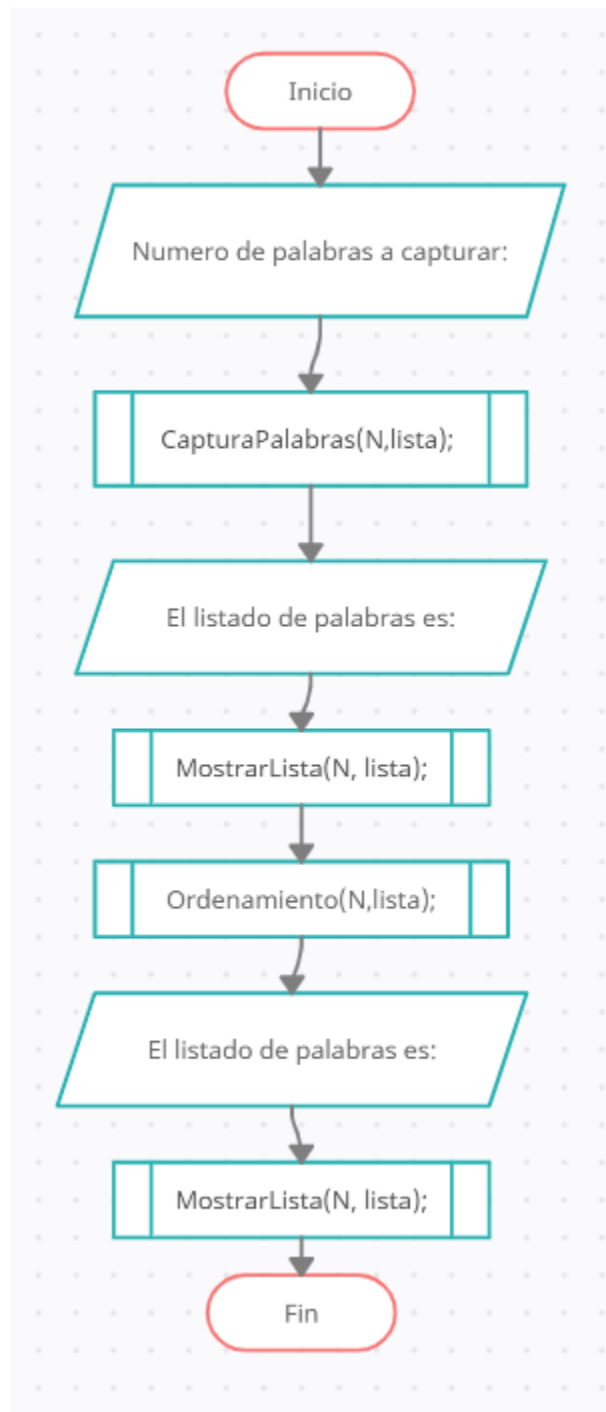 Inicio
Numero de palabras a capturar:
CapturaPalabras(N,lista);
El listado de palabras es:
MostrarLista(N, lista);
Ordenamiento(N,lista);
El listado de palabras es:
MostrarLista(N, lista);
Fin